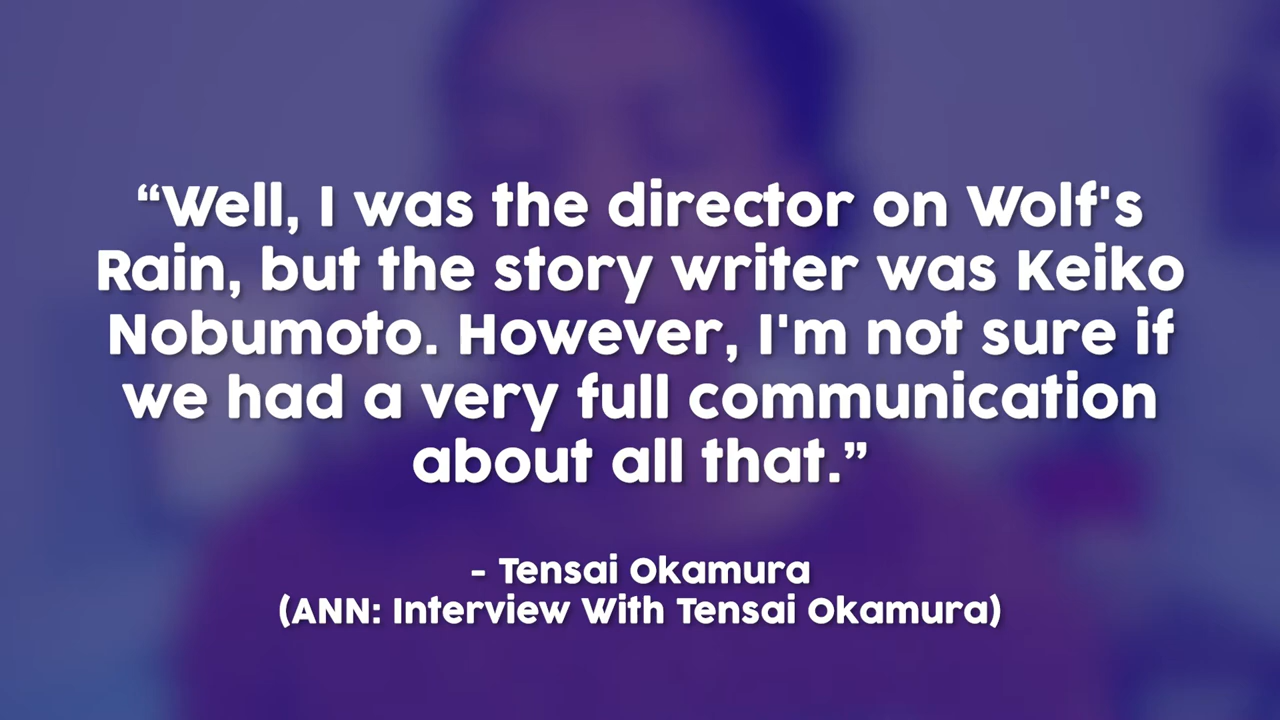 “Well, I was the director on Wolf's
Rain, but the story writer was Keiko
Nobumoto. However, I'm not sure if
we had a very full communication
about all that.”
- Tensai Okamura
(ANN: Interview With Tensai Okamura)